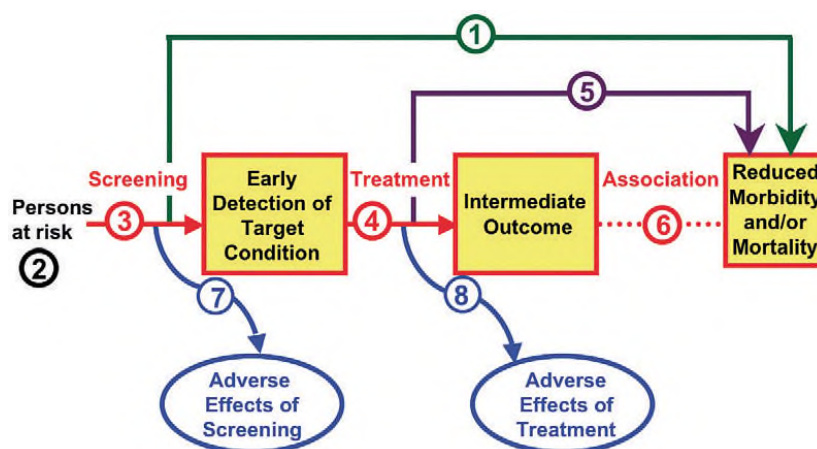 1
5
Screening
Early
Detection of
Target
Condition
Treatment
Intermediate
Outcome
Association
Reduced
Morbidity
and/or
Mortality
Persons
at risk
2
3
4
6
7
8
Adverse
Effects of
Screening
Adverse
Effects of
Treatment